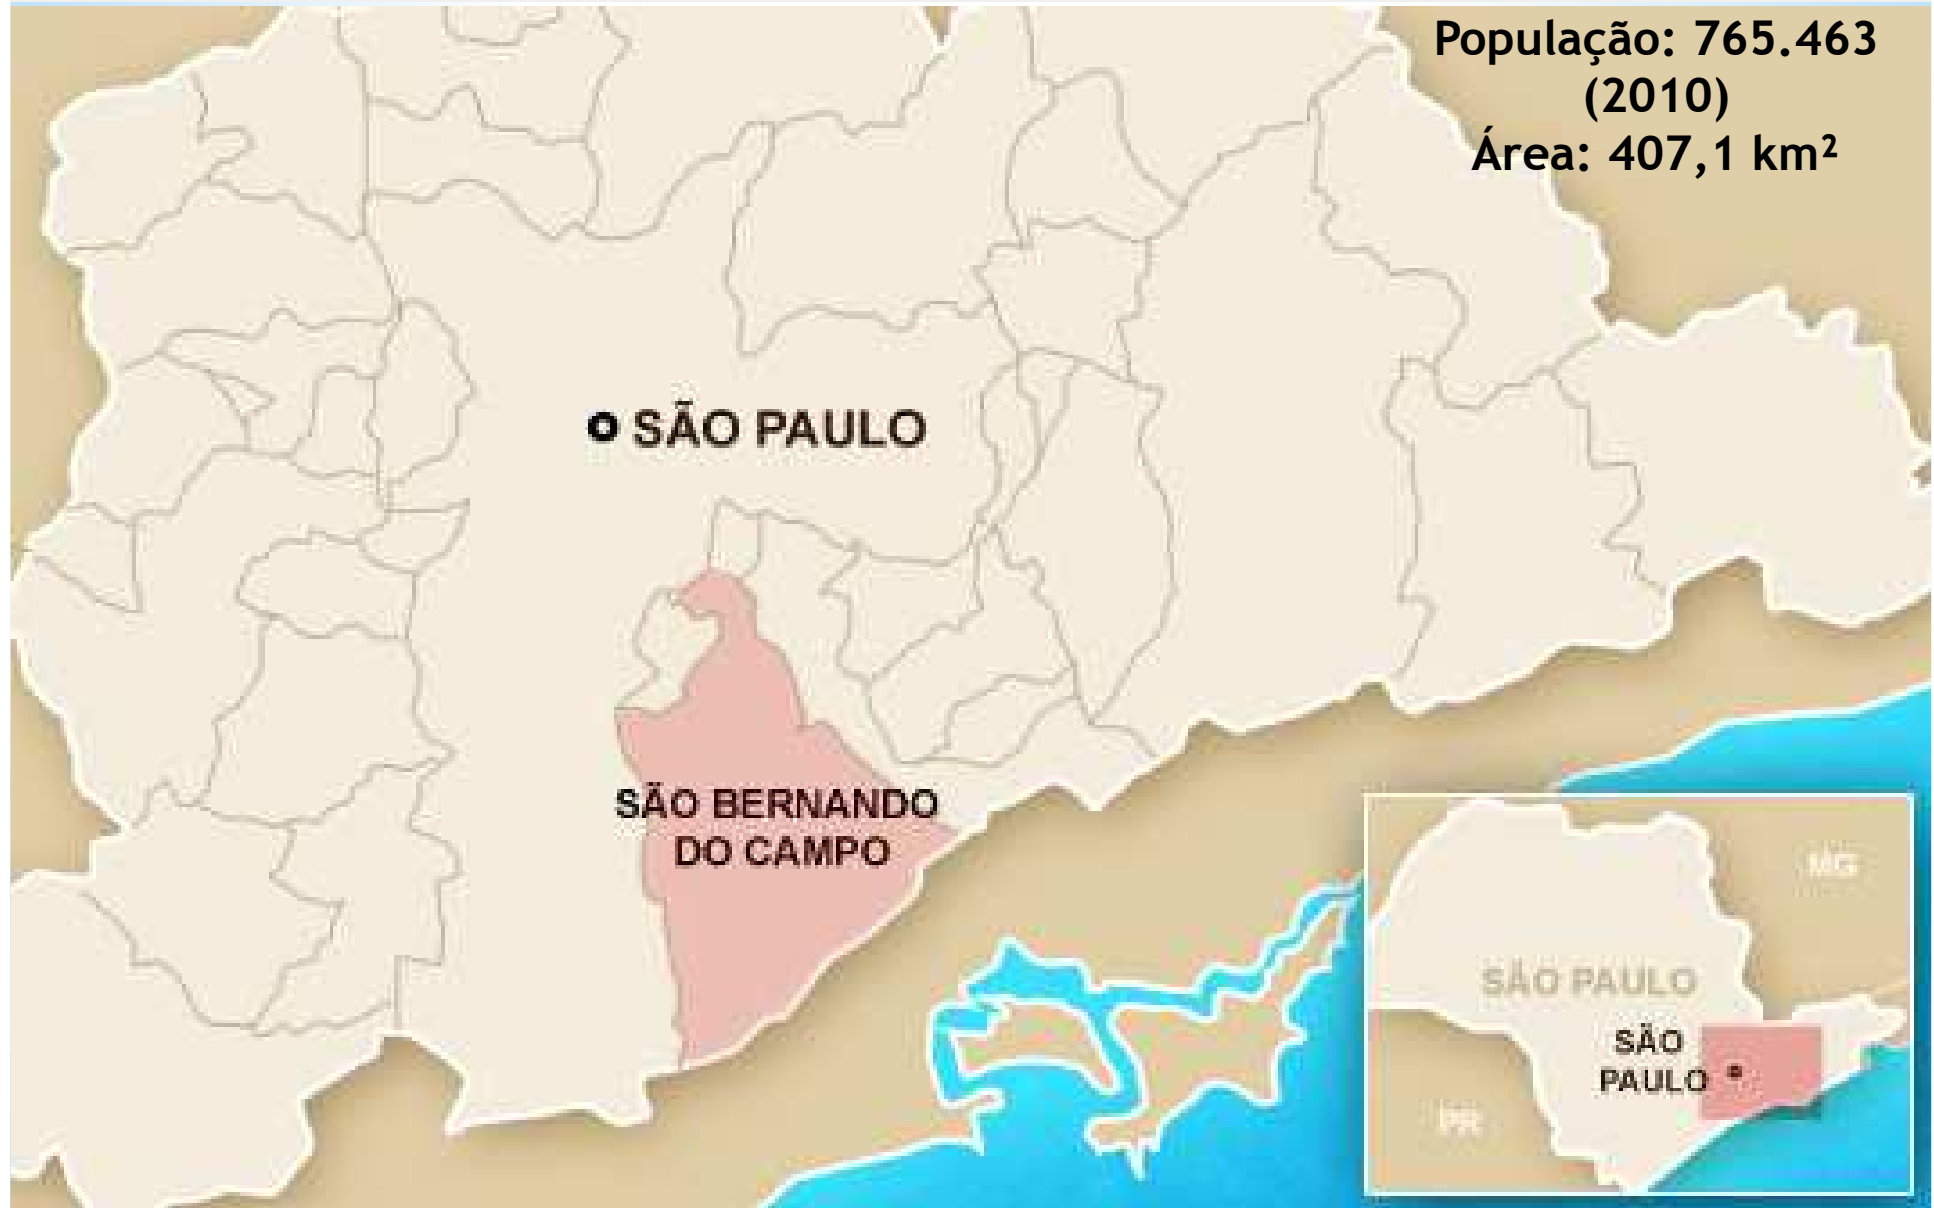 População: 765.463
(2010)
Área: 407,1 km²
SÃO PAULO
SÃO BERNANDO
DO CAMPO
MG
SÃO PAULO
SÃO
PAULO
PR